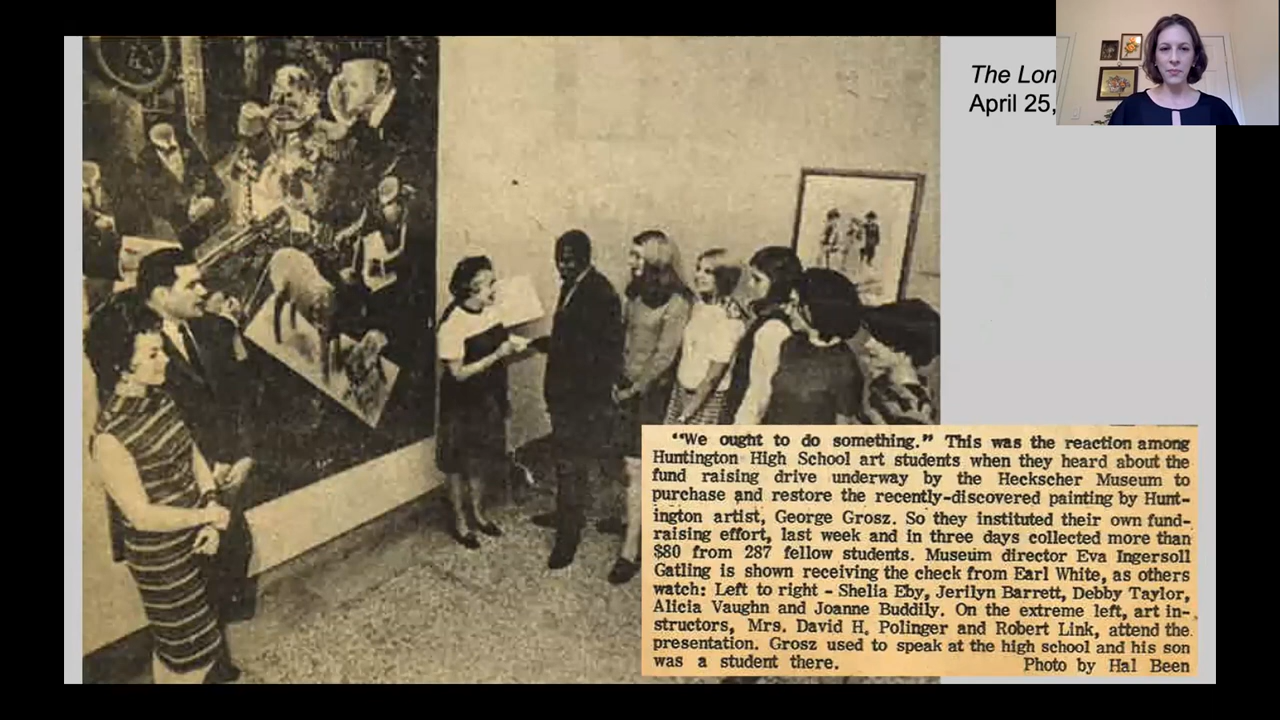 The Lon
April 25,
"We ought to do something." This was the reaction among
Huntington High School art students when they heard about the
fund raising drive underway by the Heckscher Museum to
purchase and restore the recently-discovered painting by Hunt-
ington artist, George Grosz. So they instituted their own fund-
raising effort, last week and in three days collected more than
$80 from 287 fellow students. Museum director Eva Ingersoll
Gatling is shown receiving the check from Earl White, as others
watch: Left to right - Shelia Eby, Jerilyn Barrett, Debby Taylor,
Alicia Vaughn and Joanne Buddily. On the extreme left, art in-
structors, Mrs. David H. Polinger and Robert Link, attend the
presentation. Grosz used to speak at the high school and his son
was a student there. Photo by Hal Been